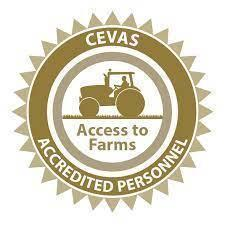 CEVAS
Access to
Farms
ACCREDITED PERSONNEL